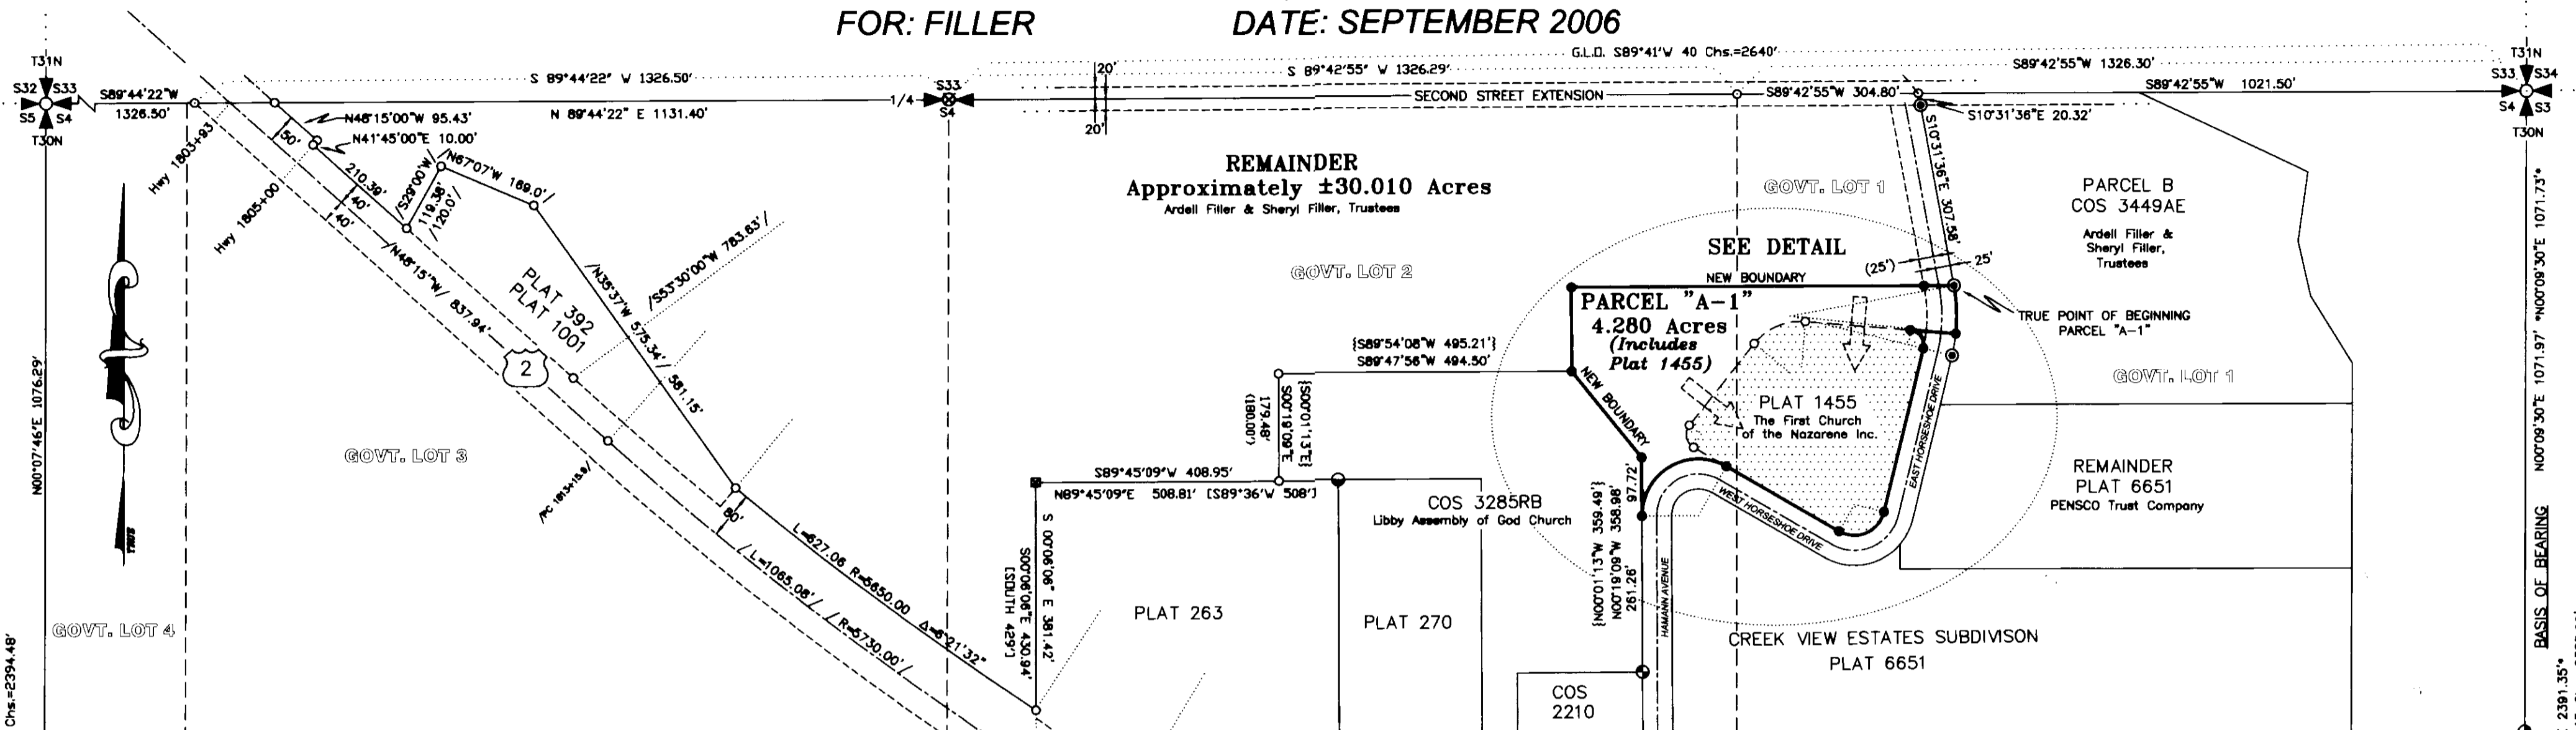 FOR: FILLER
DATE: SEPTEMBER 2006
G.L.O. S89°41'W 40 Chs.=2640'
T31N
S32 S33
S5 S4
T30N
S89°44'22"W
1326.50'
S 89°44'22" W 1326.50'
N 89°44'22" E 1131.40'
1/4
S33
S4
20'
20'
S 89°42'55" W 1326.29'
SECOND STREET EXTENSION
S89°42'55"W 304.80'
S89°42'55"W 1326.30'
S89°42'55"W 1021.50'
T31N
S33 S34
S4 S3
T30N
S10°31'36"E 20.32'
S10°31'36"E 307.58'
Hwy 1803+93
Hwy 1805+00
50'
N48°15'00"W 95.43'
N41°45'00"E 10.00'
210.39'
40'
40'
/S29°00'W/
119.38'
/120.0'/
/N67°07'W 169.0'/
/N48°15'W/ 837.94'
PLAT 392
PLAT 1001
/N35°37'W 575.34'/ 581.15'
/S53°30'00"W 783.63'/
2
REMAINDER
Approximately ±30.010 Acres
Ardell Filler & Sheryl Filler, Trustees
GOVT. LOT 1
PARCEL B
COS 3449AE
Ardell Filler &
Sheryl Filler,
Trustees
SEE DETAIL
NEW BOUNDARY
(25')
25'
GOVT. LOT 2
PARCEL "A-1"
4.280 Acres
(Includes
Plat 1455)
TRUE POINT OF BEGINNING
PARCEL "A-1"
{S89°54'08"W 495.21'}
S89°47'56"W 494.50'
NEW BOUNDARY
GOVT. LOT 1
PLAT 1455
The First Church
of the Nazarene Inc.
{S00°01'13"E}
S00°19'09"E
179.48'
(180.00')
N00°07'46"E 1076.29'
TRUE
GOVT. LOT 3
/PC 1813+15.9/
80'
L=627.06 R=5650.00 Δ=6°21'32"
/L=1065.08'/ /R=5730.00'/
S89°45'09"W 408.95'
N89°45'09"E 508.81' [S89°36'W 508']
S 00°06'06" E 381.42'
S00°06'06"E 430.94'
[SOUTH 429']
COS 3285RB
Libby Assembly of God Church
{N00°01'13"W 359.49'}
N00°19'09"W 358.98'
261.26'
97.72'
HAMANN AVENUE
WEST HORSESHOE DRIVE
EAST HORSESHOE DRIVE
REMAINDER
PLAT 6651
PENSCO Trust Company
N00°09'30"E 1071.97' *N00°09'30"E 1071.73'*
BASIS OF BEARING
2391.35'*
GOVT. LOT 4
Chs.=2394.48'
PLAT 263
PLAT 270
CREEK VIEW ESTATES SUBDIVISON
PLAT 6651
COS
2210